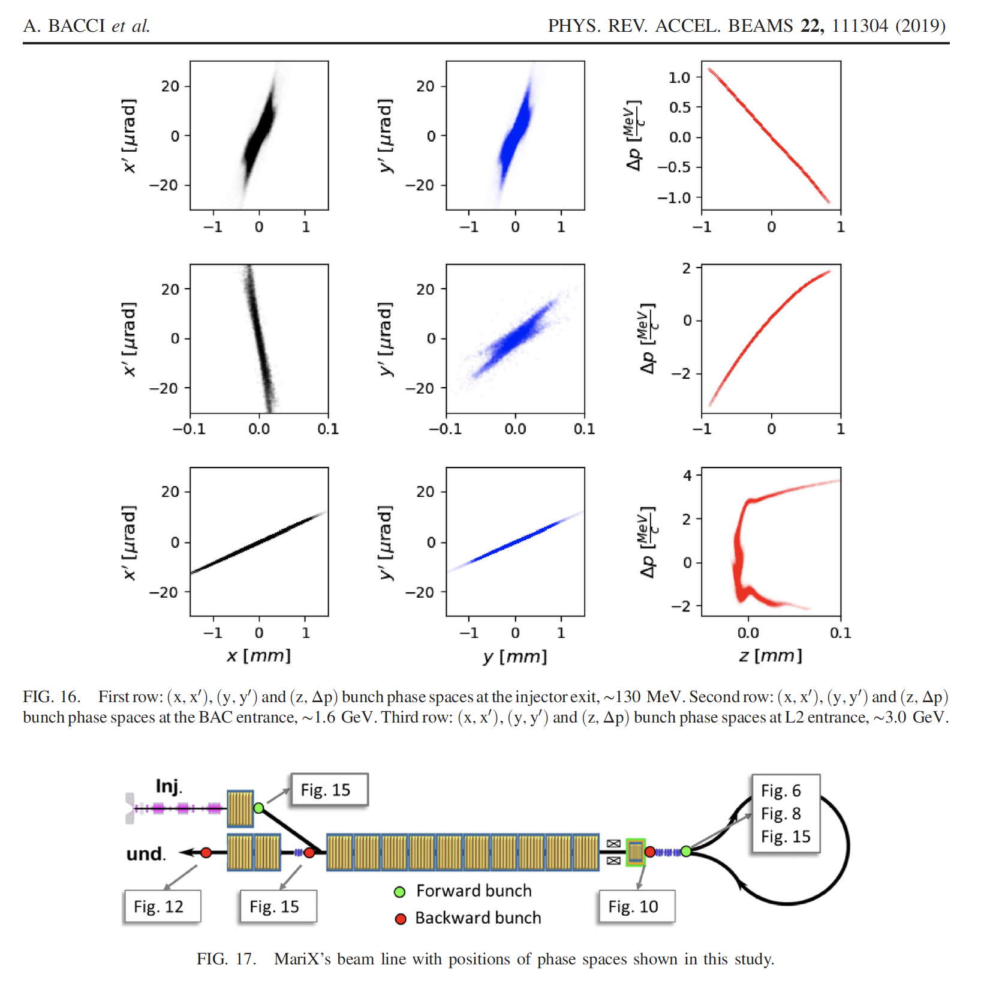 A. BACCI et al.
PHYS. REV. ACCEL. BEAMS 22, 111304 (2019)
20
0
−20
x′ [μrad]
−1 0 1
20
0
−20
y′ [μrad]
−1 0 1
1.0
0.5
0.0
−0.5
−1.0
Δp [MeV/c]
−1 0 1
20
0
−20
x′ [μrad]
−0.1 0.0 0.1
20
0
−20
y′ [μrad]
−0.1 0.0 0.1
2
0
−2
Δp [MeV/c]
−1 0 1
20
0
−20
x′ [μrad]
−1 0 1
x [mm]
20
0
−20
y′ [μrad]
−1 0 1
y [mm]
4
2
0
−2
Δp [MeV/c]
0.0 0.1
z [mm]
FIG. 16. First row: (x, x′), (y, y′) and (z, Δp) bunch phase spaces at the injector exit, ∼130 MeV. Second row: (x, x′), (y, y′) and (z, Δp)
bunch phase spaces at the BAC entrance, ∼1.6 GeV. Third row: (x, x′), (y, y′) and (z, Δp) bunch phase spaces at L2 entrance, ∼3.0 GeV.
Inj.
Fig. 15
Fig. 6
Fig. 8
Fig. 15
und.
Fig. 12
Fig. 15
Forward bunch
Backward bunch
Fig. 10
FIG. 17. MariX's beam line with positions of phase spaces shown in this study.